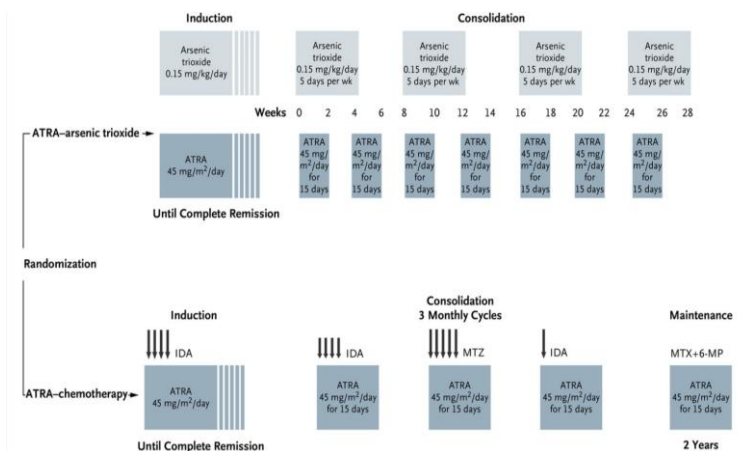 Induction
Consolidation
Arsenic
trioxide
0.15 mg/kg/day
Arsenic
trioxide
0.15 mg/kg/day
5 days per wk
Arsenic
trioxide
0.15 mg/kg/day
5 days per wk
Arsenic
trioxide
0.15 mg/kg/day
5 days per wk
Arsenic
trioxide
0.15 mg/kg/day
5 days per wk
Weeks 0 2 4 6 8 10 12 14 16 18 20 22 24 26 28
ATRA–arsenic trioxide
ATRA
45 mg/m²/day
ATRA
45 mg/
m²/day
for
15 days
ATRA
45 mg/
m²/day
for
15 days
ATRA
45 mg/
m²/day
for
15 days
ATRA
45 mg/
m²/day
for
15 days
ATRA
45 mg/
m²/day
for
15 days
ATRA
45 mg/
m²/day
for
15 days
ATRA
45 mg/
m²/day
for
15 days
Until Complete Remission
Randomization
Induction
Consolidation
3 Monthly Cycles
Maintenance
IDA
IDA
MTZ
IDA
MTX+6-MP
ATRA–chemotherapy
ATRA
45 mg/m²/day
ATRA
45 mg/m²/day
for 15 days
ATRA
45 mg/m²/day
for 15 days
ATRA
45 mg/m²/day
for 15 days
ATRA
45 mg/m²/day
for 15 days
Until Complete Remission
2 Years